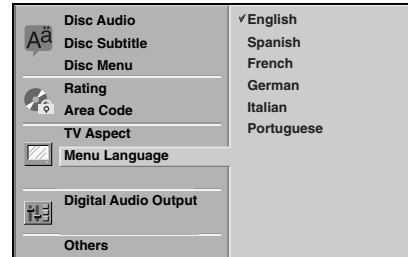 Aä
Disc Audio
Disc Subtitle
Disc Menu
Rating
Area Code
TV Aspect
Menu Language
Digital Audio Output
Others
✓English
Spanish
French
German
Italian
Portuguese